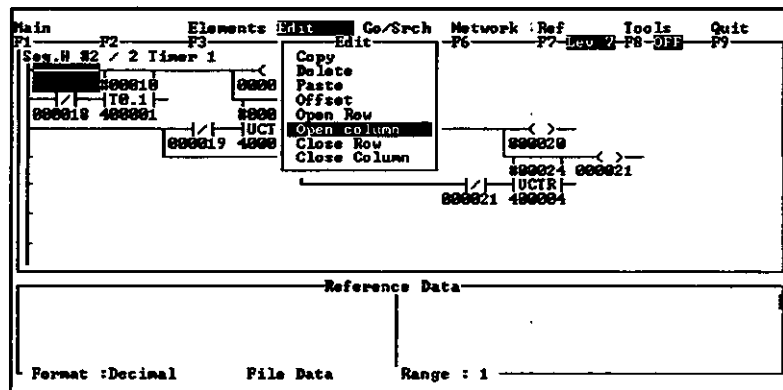 Main Elements Edit Go/Srch Network Ref Tools Quit
F1 F2 F3 Edit F6 F7 Lev 2 F8 OFF F9
Seg.H #2 / 2 Timer 1
Copy
Delete
Paste
Offset
Open Row
Open column
Close Row
Close Column
#00010 0000
T0.1
000018 400001 #000
UCT
000019 4000
000020
#00024 000021
UCTR
000021 400004
Reference Data
Format :Decimal File Data Range : 1